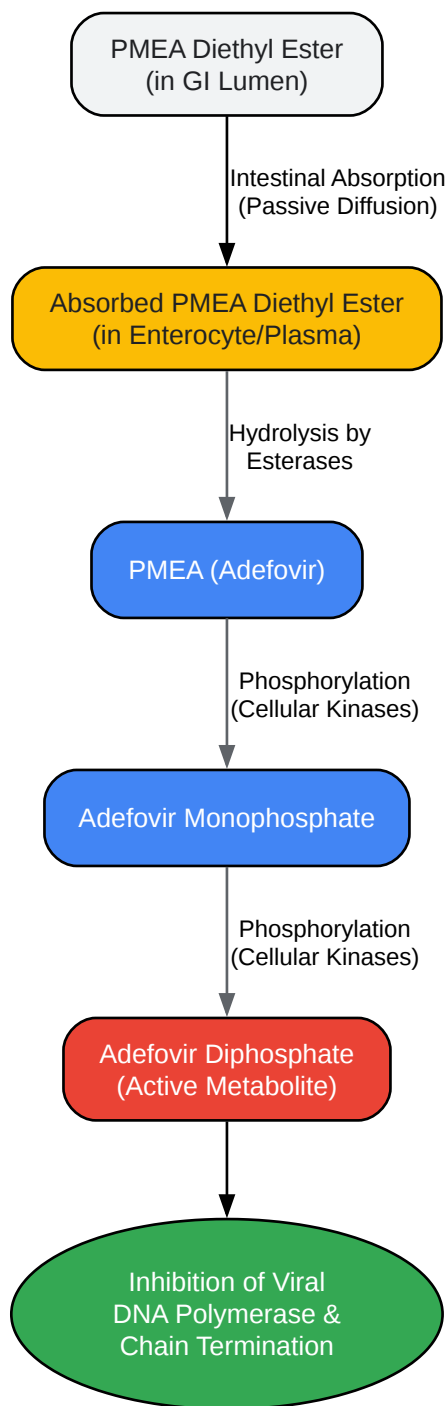 PMEA Diethyl Ester
(in GI Lumen)
Intestinal Absorption
(Passive Diffusion)
Absorbed PMEA Diethyl Ester
(in Enterocyte/Plasma)
Hydrolysis by
Esterases
PMEA (Adefovir)
Phosphorylation
(Cellular Kinases)
Adefovir Monophosphate
Phosphorylation
(Cellular Kinases)
Adefovir Diphosphate
(Active Metabolite)
Inhibition of Viral
DNA Polymerase &
Chain Termination